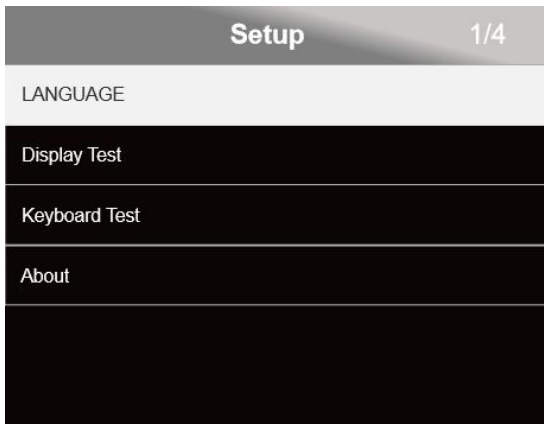 Setup 1/4
LANGUAGE
Display Test
Keyboard Test
About